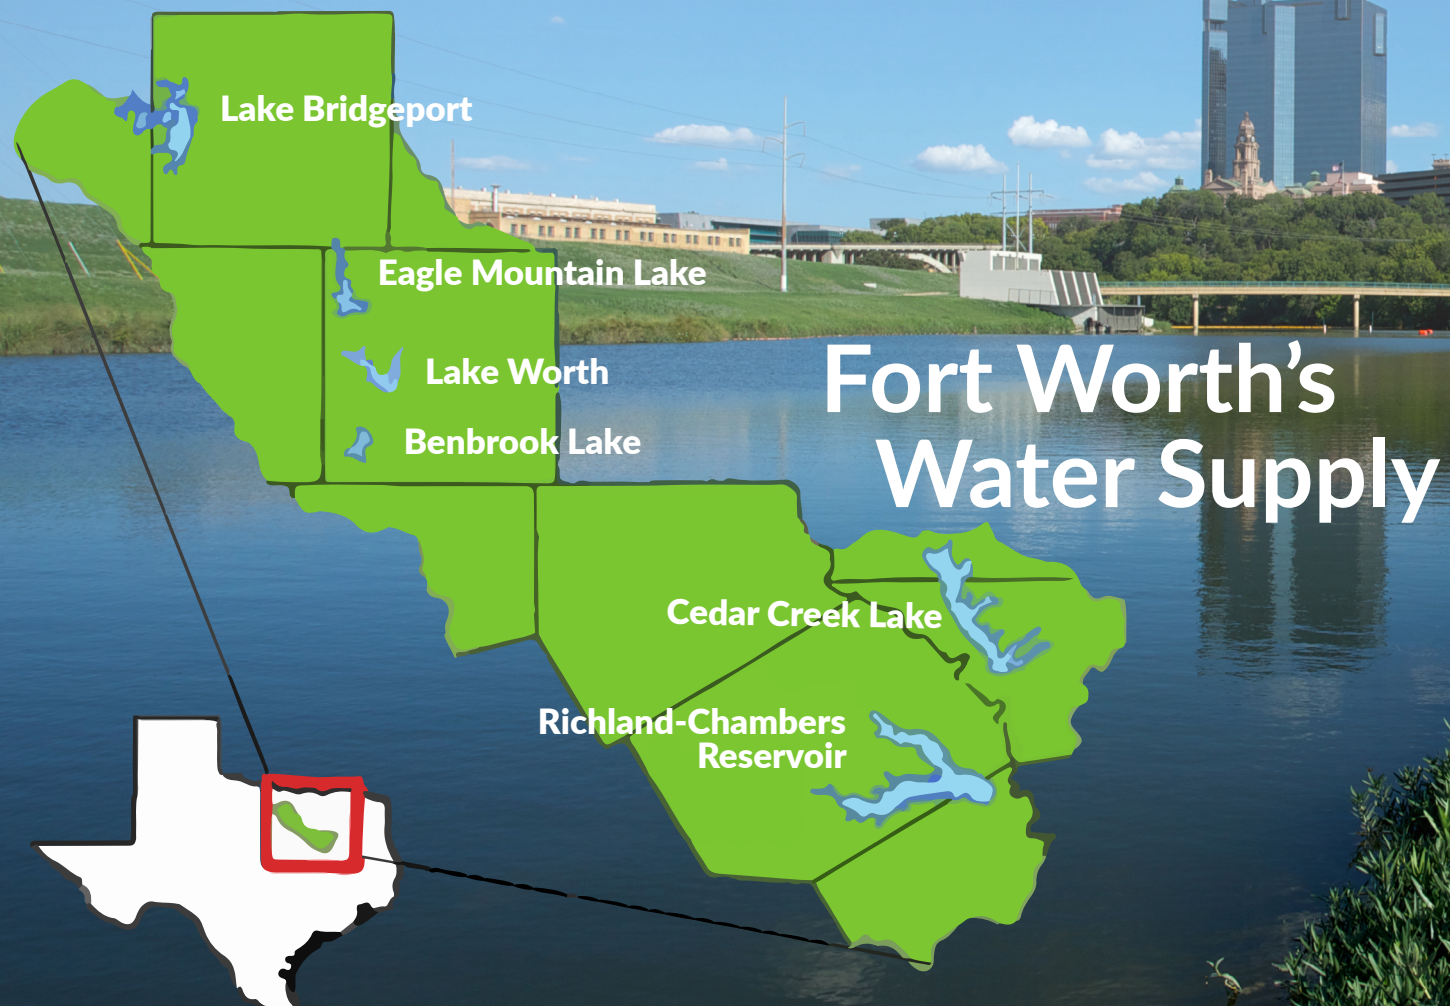 Lake Bridgeport
Eagle Mountain Lake
Lake Worth
Benbrook Lake
Fort Worth’s
Water Supply
Cedar Creek Lake
Richland-Chambers
Reservoir